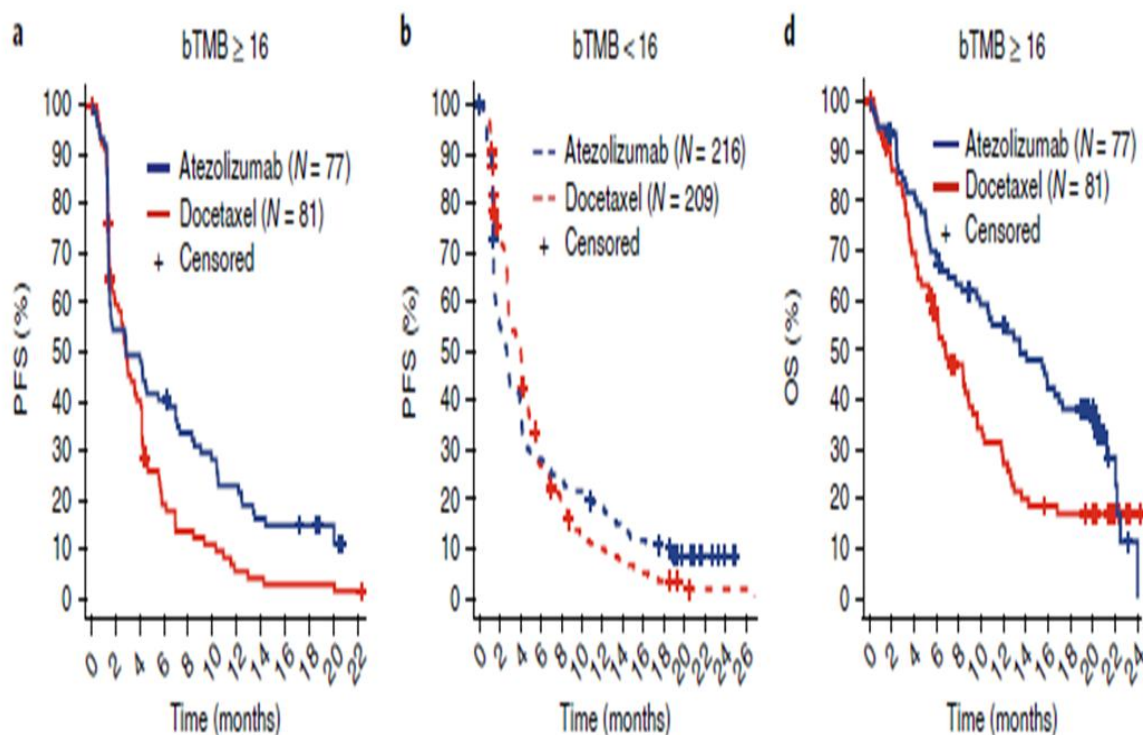 a
bTMB ≥ 16
100
90
80
70
60
50
40
30
20
10
0
PFS (%)
Atezolizumab (N = 77)
Docetaxel (N = 81)
Censored
0 2 4 6 8 10 12 14 16 18 20 22
Time (months)
b
bTMB < 16
100
90
80
70
60
50
40
30
20
10
0
PFS (%)
Atezolizumab (N = 216)
Docetaxel (N = 209)
Censored
0 2 4 6 8 10 12 14 16 18 20 22 24 26
Time (months)
d
bTMB ≥ 16
100
90
80
70
60
50
40
30
20
10
0
OS (%)
Atezolizumab (N = 77)
Docetaxel (N = 81)
Censored
0 2 4 6 8 10 12 14 16 18 20 22 24
Time (months)